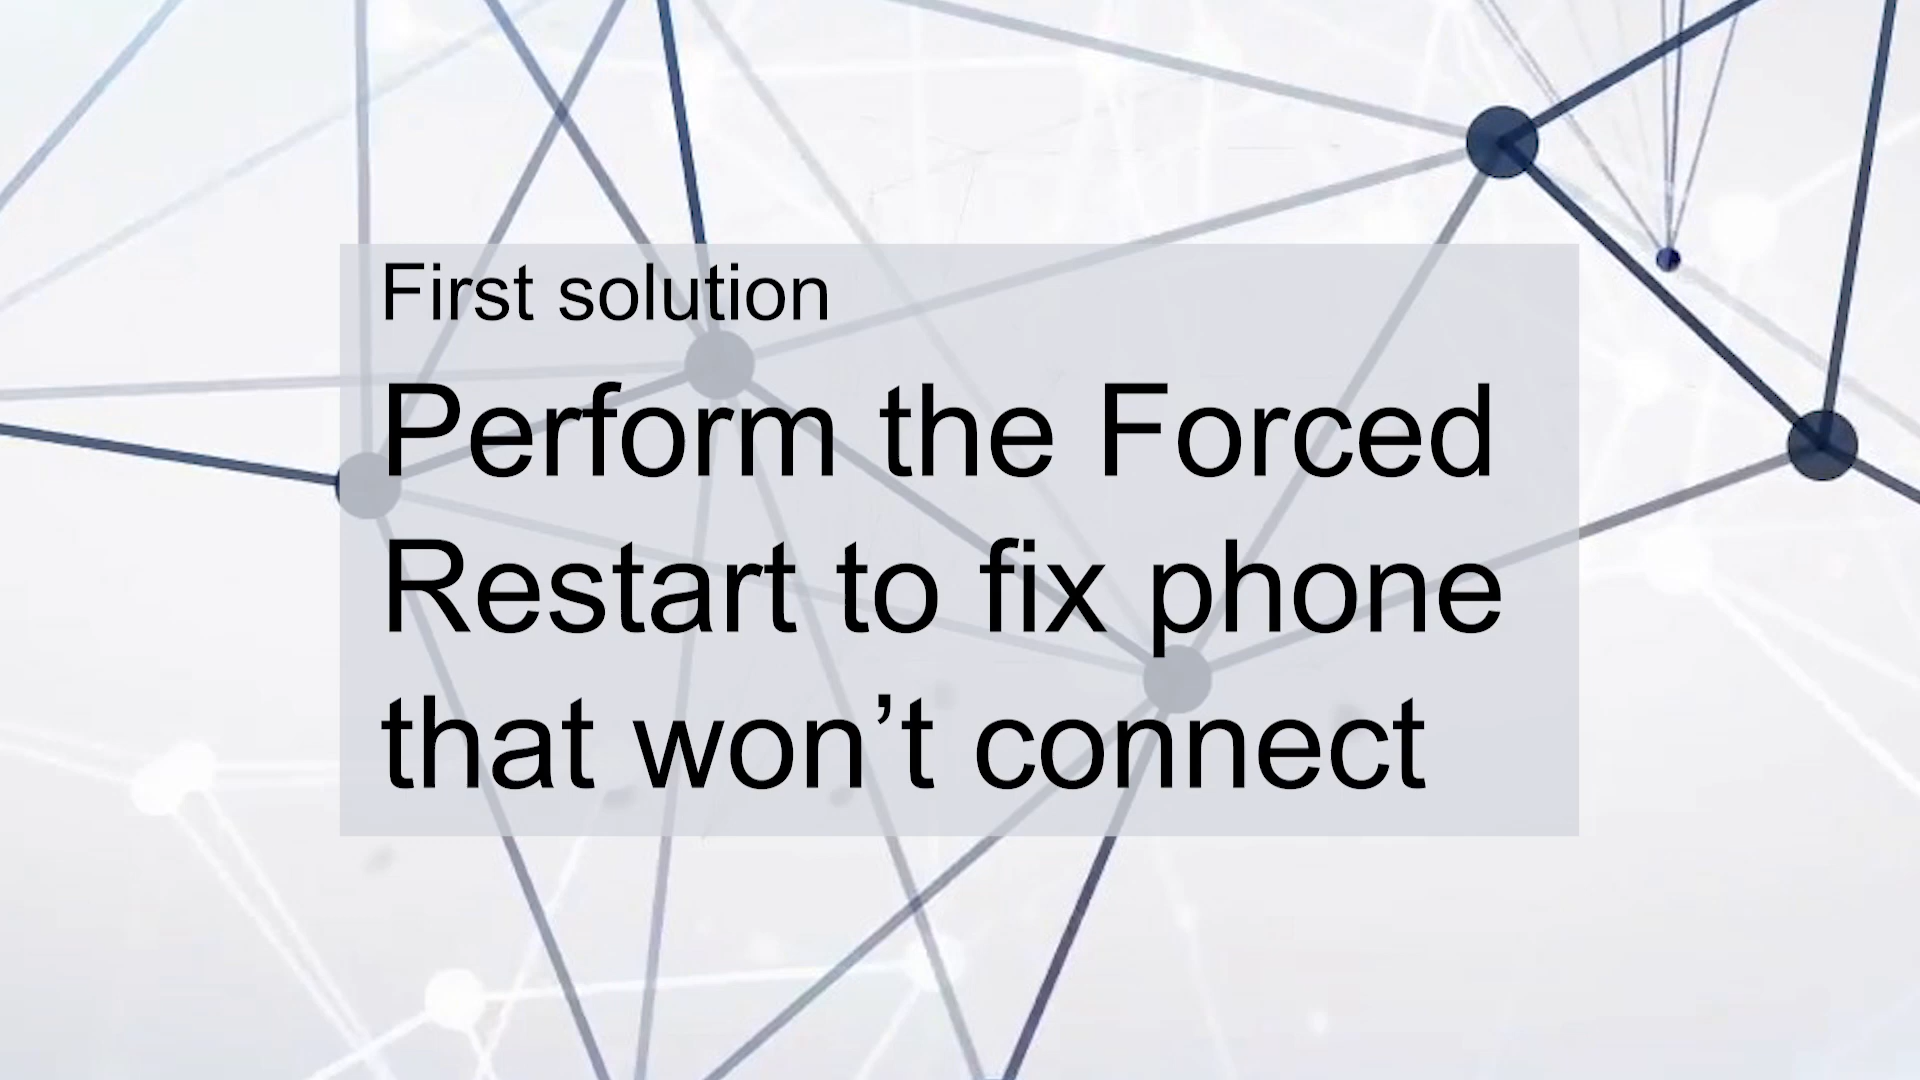 First solution
Perform the Forced
Restart to fix phone
that won’t connect